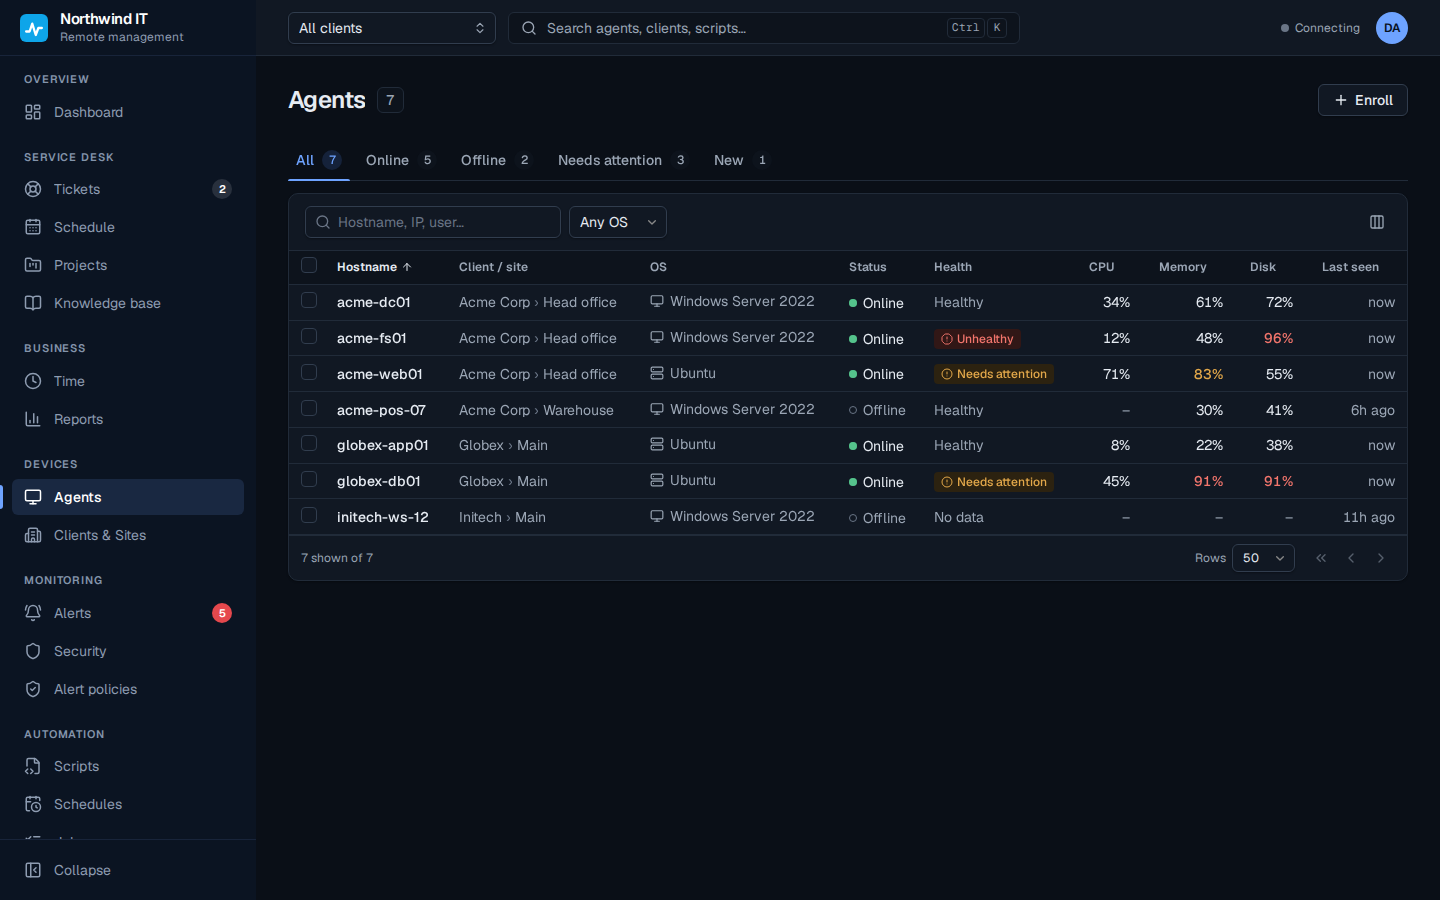 Northwind IT
Remote management
All clients
Search agents, clients, scripts...
Ctrl K
Connecting
DA
OVERVIEW
Dashboard
SERVICE DESK
Tickets 2
Schedule
Projects
Knowledge base
BUSINESS
Time
Reports
DEVICES
Agents
Clients & Sites
MONITORING
Alerts 5
Security
Alert policies
AUTOMATION
Scripts
Schedules
Collapse
Agents 7
Enroll
All 7 Online 5 Offline 2 Needs attention 3 New 1
Hostname, IP, user... Any OS
Hostname ↑ Client / site OS Status Health CPU Memory Disk Last seen
acme-dc01 Acme Corp › Head office Windows Server 2022 Online Healthy 34% 61% 72% now
acme-fs01 Acme Corp › Head office Windows Server 2022 Online Unhealthy 12% 48% 96% now
acme-web01 Acme Corp › Head office Ubuntu Online Needs attention 71% 83% 55% now
acme-pos-07 Acme Corp › Warehouse Windows Server 2022 Offline Healthy – 30% 41% 6h ago
globex-app01 Globex › Main Ubuntu Online Healthy 8% 22% 38% now
globex-db01 Globex › Main Ubuntu Online Needs attention 45% 91% 91% now
initech-ws-12 Initech › Main Windows Server 2022 Offline No data – – – 11h ago
7 shown of 7
Rows 50